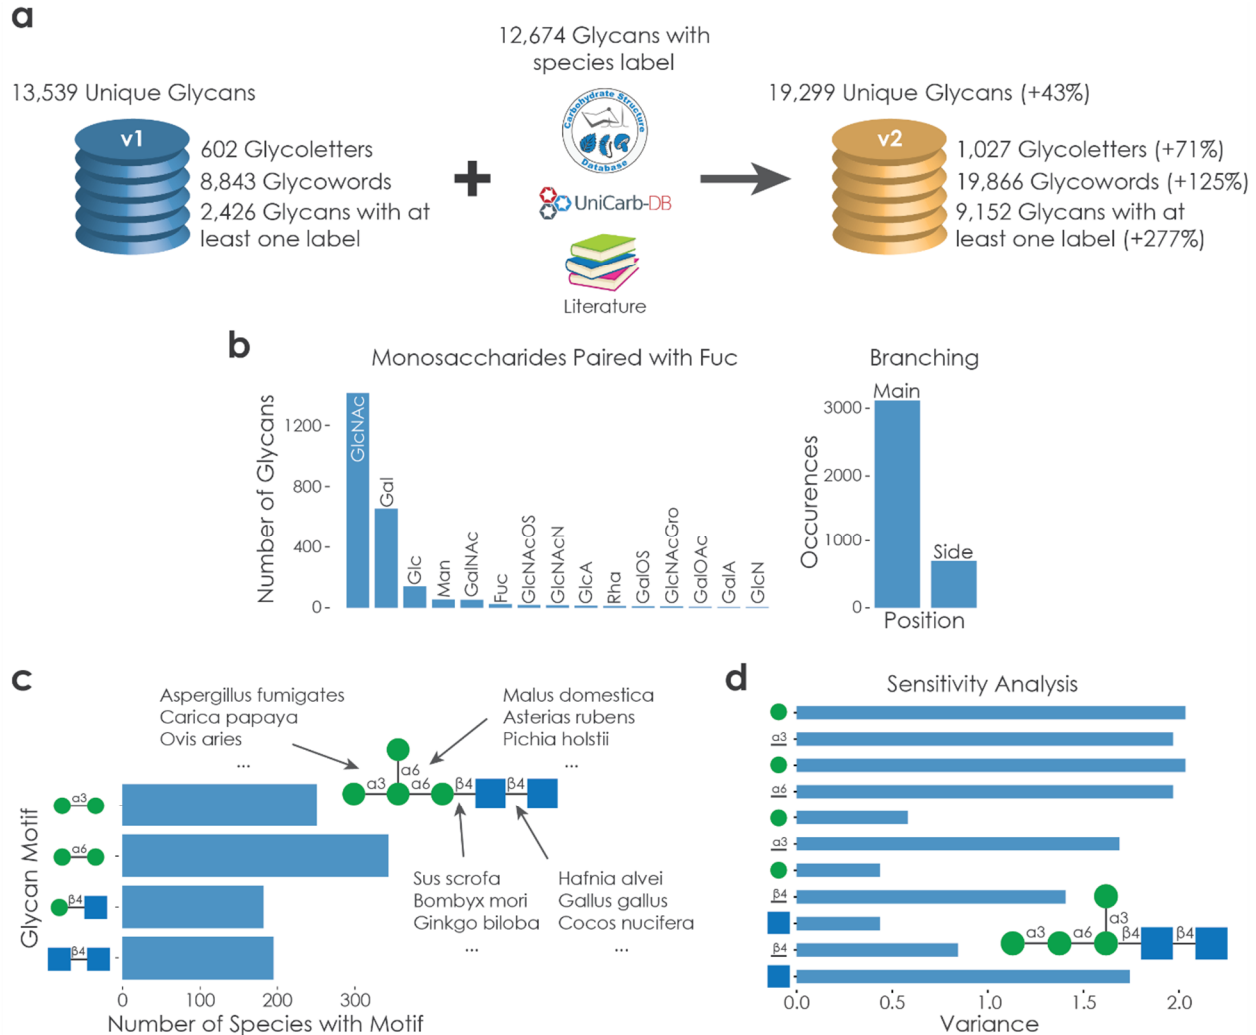 a
13,539 Unique Glycans
v1
602 Glycoletters
8,843 Glycowords
2,426 Glycans with at
least one label
12,674 Glycans with
species label
Carbohydrate Structure
Database
UniCarb-DB
Literature
19,299 Unique Glycans (+43%)
v2
1,027 Glycoletters (+71%)
19,866 Glycowords (+125%)
9,152 Glycans with at
least one label (+277%)
b
Monosaccharides Paired with Fuc
Number of Glycans
1200
800
400
0
GlcNAc
Gal
Glc
Man
GalNAc
Fuc
GlcNAcOS
GlcNAcN
GlcA
Rha
GalOS
GlcNAcGro
GalOAc
GalA
GlcN
Branching
Occurences
3000
2000
1000
0
Main
Side
Position
c
Aspergillus fumigates
Carica papaya
Ovis aries
...
Malus domestica
Asterias rubens
Pichia holstii
...
α6
α3 α6 β4 β4
Glycan Motif
α3
α6
β4
β4
Sus scrofa
Bombyx mori
Ginkgo biloba
...
Hafnia alvei
Gallus gallus
Cocos nucifera
...
0 100 200 300
Number of Species with Motif
d
Sensitivity Analysis
α3
α6
α3
β4
β4
α3
α3 α6 β4 β4
0.0 0.5 1.0 1.5 2.0
Variance